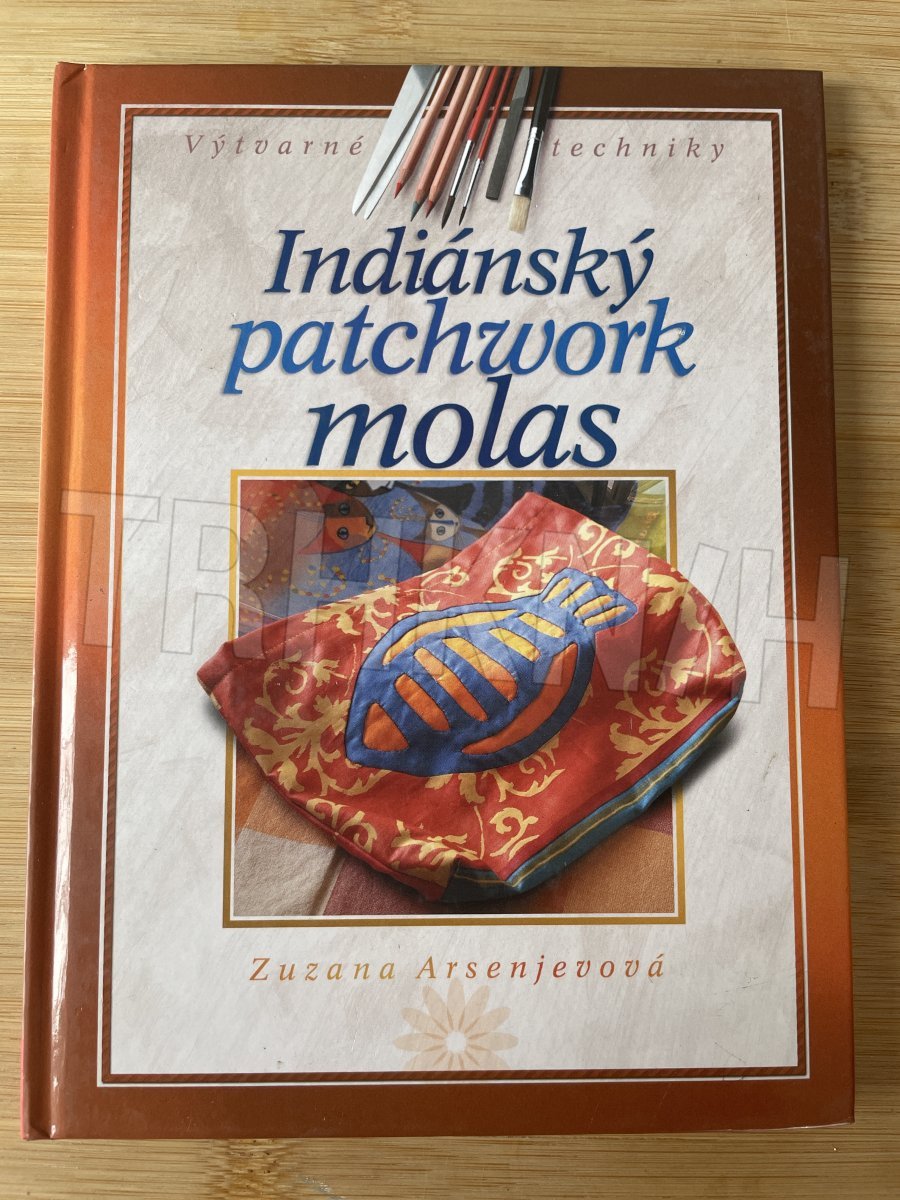 Výtvarné techniky
Indiánský
patchwork
molas
Zuzana Arsenjevová